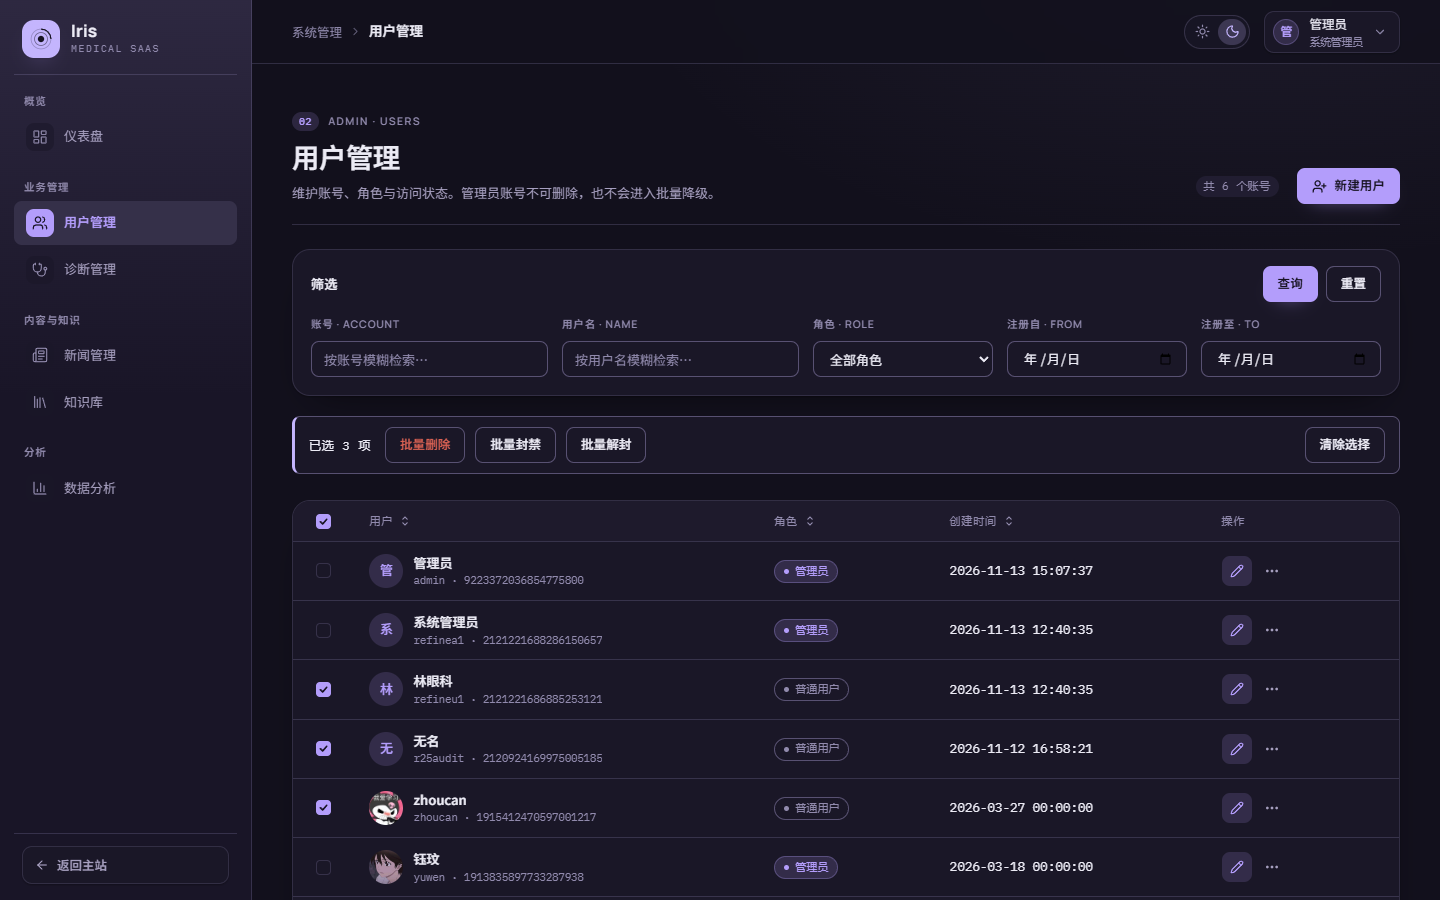 Iris
MEDICAL SAAS
概览
仪表盘
业务管理
用户管理
诊断管理
内容与知识
新闻管理
知识库
分析
数据分析
返回主站
系统管理 > 用户管理
管 管理员
系统管理员
02 ADMIN · USERS
用户管理
维护账号、角色与访问状态。管理员账号不可删除，也不会进入批量降级。
共 6 个账号
新建用户
筛选
查询 重置
账号 · ACCOUNT 用户名 · NAME 角色 · ROLE 注册自 · FROM 注册至 · TO
按账号模糊检索… 按用户名模糊检索… 全部角色 年/月/日 年/月/日
已选 3 项 批量删除 批量封禁 批量解封 清除选择
用户 角色 创建时间 操作
管 管理员 管理员 2026-11-13 15:07:37
admin · 9223372036854775800
系 系统管理员 管理员 2026-11-13 12:40:35
refinea1 · 2121221688286150657
林 林眼科 普通用户 2026-11-13 12:40:35
refineu1 · 2121221686885253121
无 无名 普通用户 2026-11-12 16:58:21
r25audit · 2120924169975005185
zhoucan 普通用户 2026-03-27 00:00:00
zhoucan · 1915412470597001217
钰玟 管理员 2026-03-18 00:00:00
yuwen · 1913835897733287938